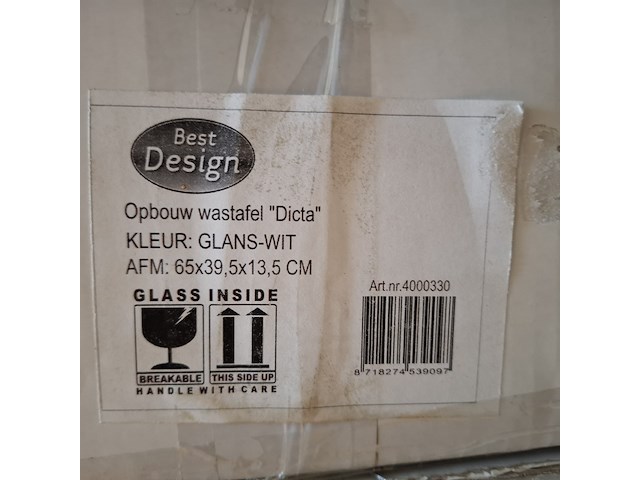 Best
Design
Opbouw wastafel "Dicta"
KLEUR: GLANS-WIT
AFM: 65x39,5x13,5 CM
GLASS INSIDE
BREAKABLE
THIS SIDE UP
HANDLE WITH CARE
Art.nr.4000330
8 718274 539097